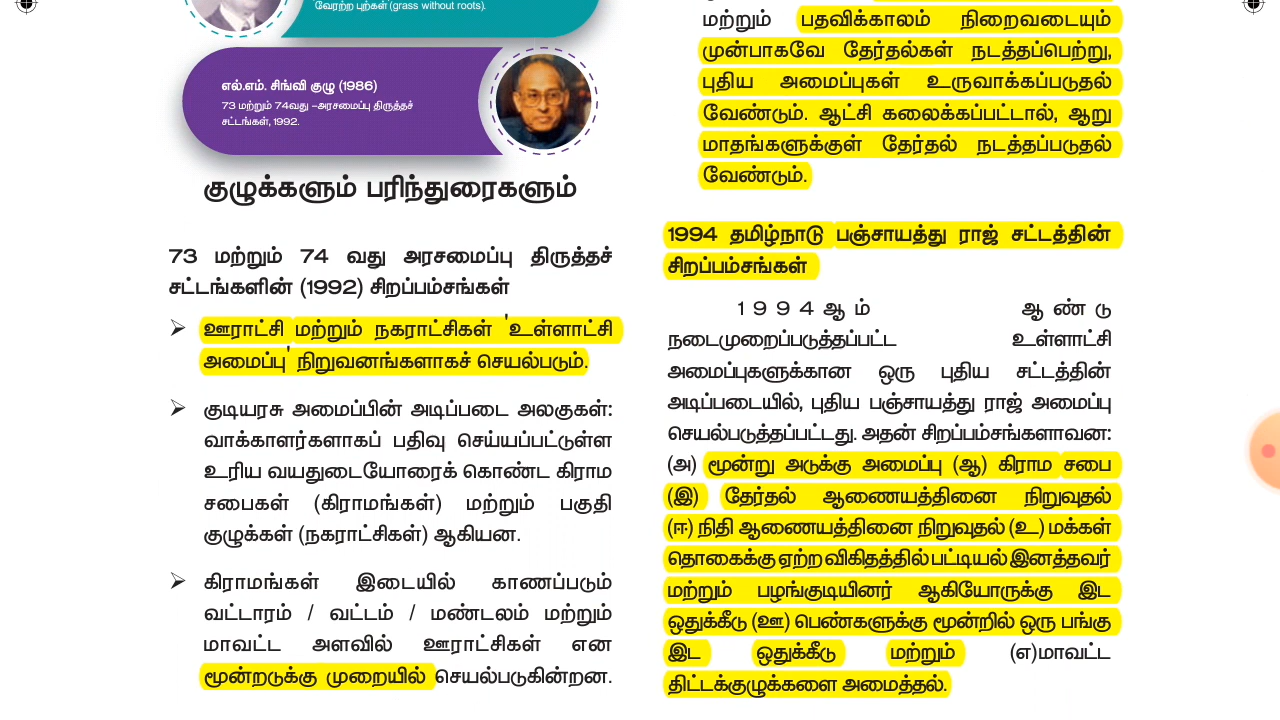 வேரற்ற புற்கள் (grass without roots).
எல்.எம். சிங்வி குழு (1986)
73 மற்றும் 74வது –அரசமைப்பு திருத்தச்
சட்டங்கள், 1992.
குழுக்களும் பரிந்துரைகளும்
73 மற்றும் 74 வது அரசமைப்பு திருத்தச்
சட்டங்களின் (1992) சிறப்பம்சங்கள்
➢ ஊராட்சி மற்றும் நகராட்சிகள் 'உள்ளாட்சி
அமைப்பு' நிறுவனங்களாகச் செயல்படும்.
➢ குடியரசு அமைப்பின் அடிப்படை அலகுகள்:
வாக்காளர்களாகப் பதிவு செய்யப்பட்டுள்ள
உரிய வயதுடையோரைக் கொண்ட கிராம
சபைகள் (கிராமங்கள்) மற்றும் பகுதி
குழுக்கள் (நகராட்சிகள்) ஆகியன.
➢ கிராமங்கள் இடையில் காணப்படும்
வட்டாரம் / வட்டம் / மண்டலம் மற்றும்
மாவட்ட அளவில் ஊராட்சிகள் என
மூன்றடுக்கு முறையில் செயல்படுகின்றன.
மற்றும் பதவிக்காலம் நிறைவடையும்
முன்பாகவே தேர்தல்கள் நடத்தப்பெற்று,
புதிய அமைப்புகள் உருவாக்கப்படுதல்
வேண்டும். ஆட்சி கலைக்கப்பட்டால், ஆறு
மாதங்களுக்குள் தேர்தல் நடத்தப்படுதல்
வேண்டும்.
1994 தமிழ்நாடு பஞ்சாயத்து ராஜ் சட்டத்தின்
சிறப்பம்சங்கள்
1994ஆம் ஆண்டு
நடைமுறைப்படுத்தப்பட்ட உள்ளாட்சி
அமைப்புகளுக்கான ஒரு புதிய சட்டத்தின்
அடிப்படையில், புதிய பஞ்சாயத்து ராஜ் அமைப்பு
செயல்படுத்தப்பட்டது. அதன் சிறப்பம்சங்களாவன:
(அ) மூன்று அடுக்கு அமைப்பு (ஆ) கிராம சபை
(இ) தேர்தல் ஆணையத்தினை நிறுவுதல்
(ஈ) நிதி ஆணையத்தினை நிறுவுதல் (உ) மக்கள்
தொகைக்கு ஏற்ற விகிதத்தில் பட்டியல் இனத்தவர்
மற்றும் பழங்குடியினர் ஆகியோருக்கு இட
ஒதுக்கீடு (ஊ) பெண்களுக்கு மூன்றில் ஒரு பங்கு
இட ஒதுக்கீடு மற்றும் (எ)மாவட்ட
திட்டக்குழுக்களை அமைத்தல்.